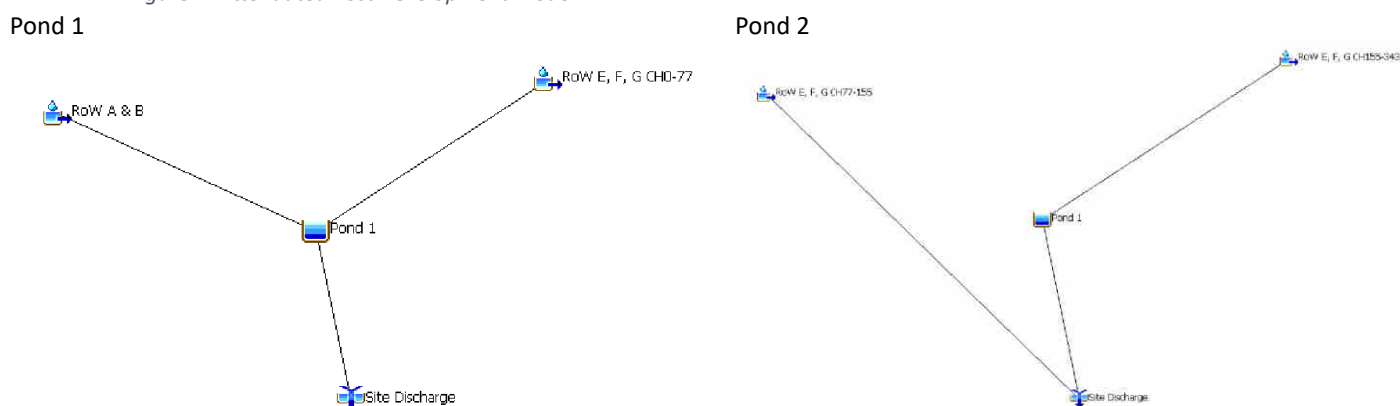 Pond 1
RoW A & B
RoW E, F, G CH0-77
Pond 1
Site Discharge
Pond 2
RoW E, F, G CH77-155
RoW E, F, G CH155-343
Pond 1
Site Discharge